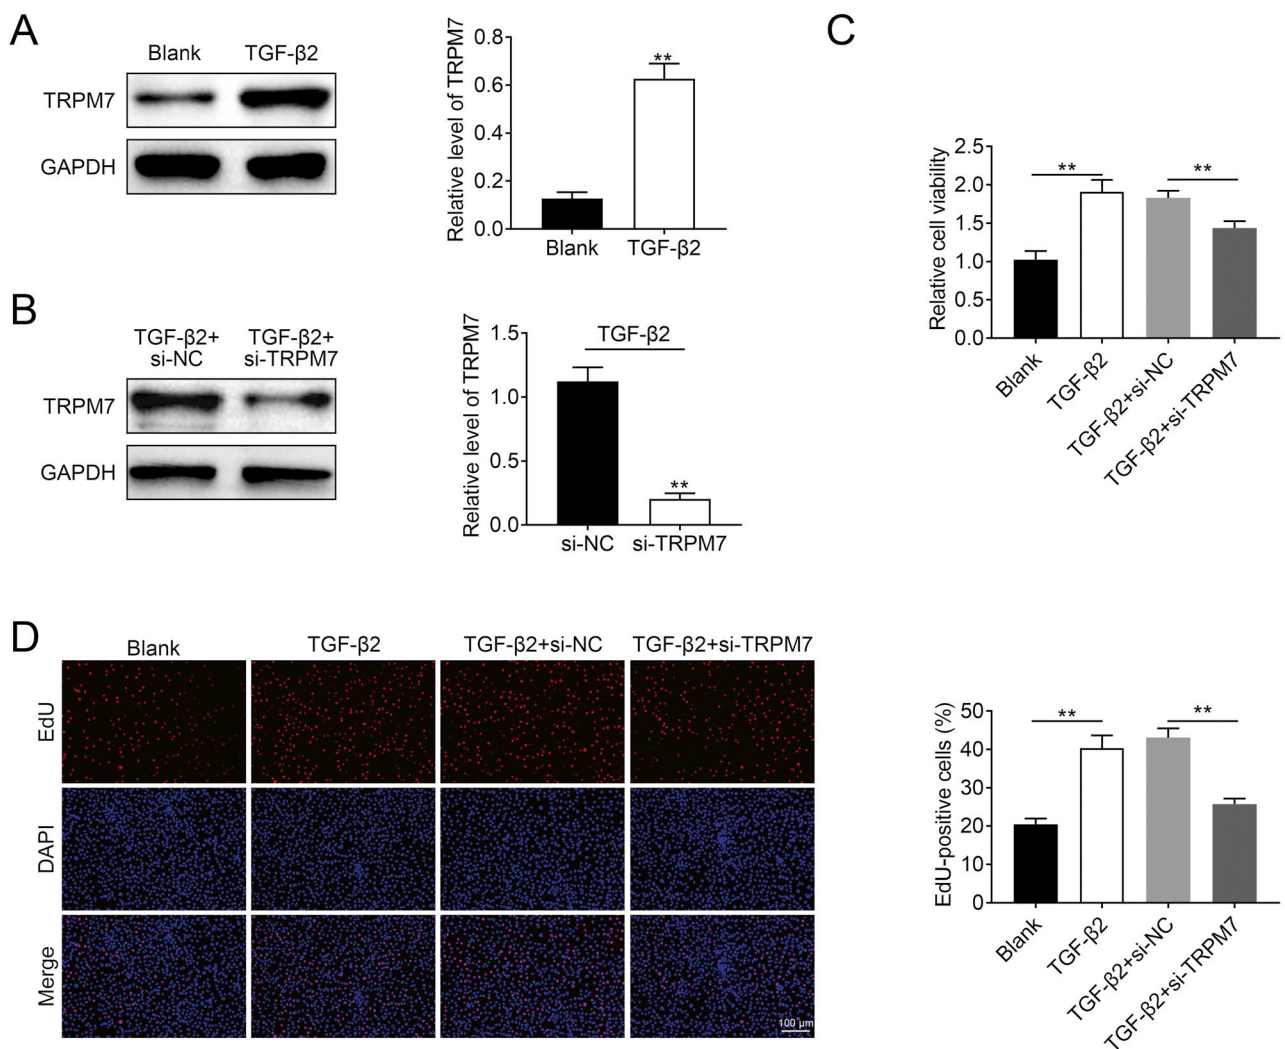 A
Blank TGF-β2
TRPM7
GAPDH
Relative level of TRPM7
0.8
0.6
0.4
0.2
0.0
**
Blank TGF-β2
B
TGF-β2+ TGF-β2+
si-NC si-TRPM7
TRPM7
GAPDH
Relative level of TRPM7
1.5
1.0
0.5
0.0
TGF-β2
**
si-NC si-TRPM7
C
Relative cell viability
2.5
2.0
1.5
1.0
0.5
0.0
** **
Blank
TGF-β2
TGF-β2+si-NC
TGF-β2+si-TRPM7
D
Blank TGF-β2 TGF-β2+si-NC TGF-β2+si-TRPM7
EdU
DAPI
Merge
100 μm
EdU-positive cells (%)
50
40
30
20
10
0
** **
Blank
TGF-β2
TGF-β2+si-NC
TGF-β2+si-TRPM7